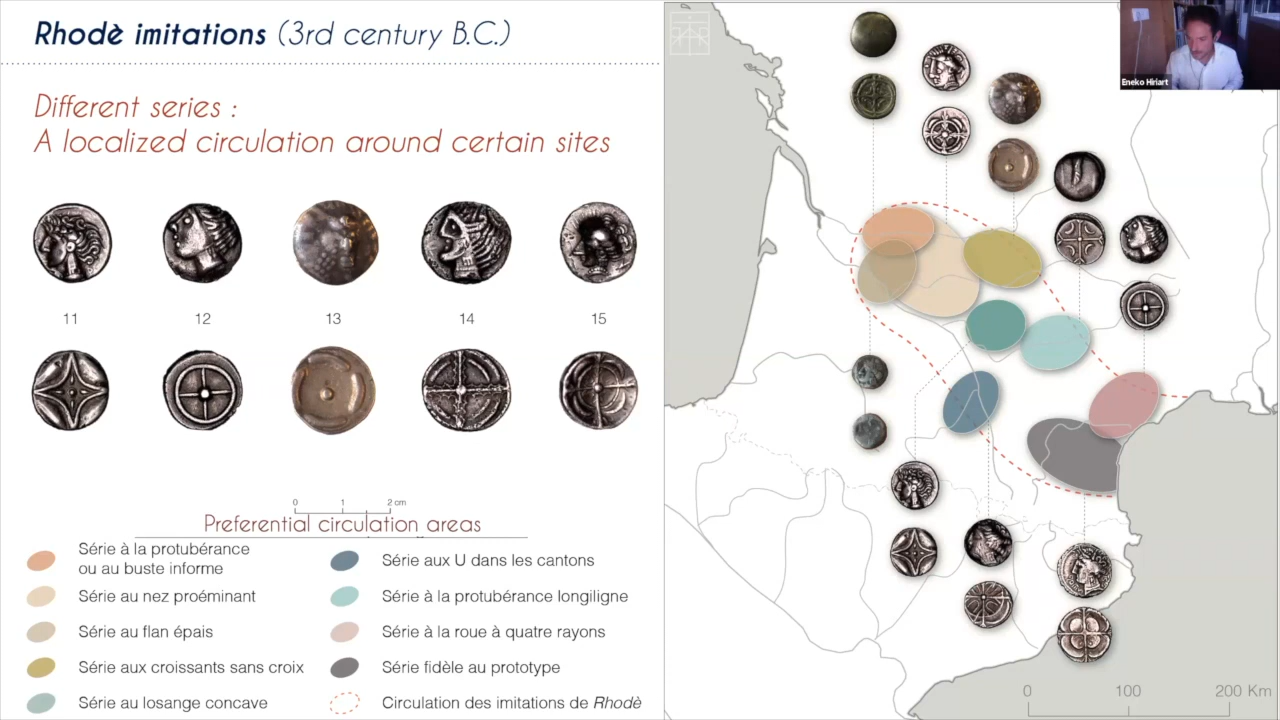 Rhodè imitations (3rd century B.C.)
Different series :
A localized circulation around certain sites
11 12 13 14 15
0 1 2 cm
Preferential circulation areas
Série à la protubérance
ou au buste informe
Série au nez proéminant
Série au flan épais
Série aux croissants sans croix
Série au losange concave
Série aux U dans les cantons
Série à la protubérance longiligne
Série à la roue à quatre rayons
Série fidèle au prototype
Circulation des imitations de Rhodè
Eneko Hiriart
0 100 200 Km